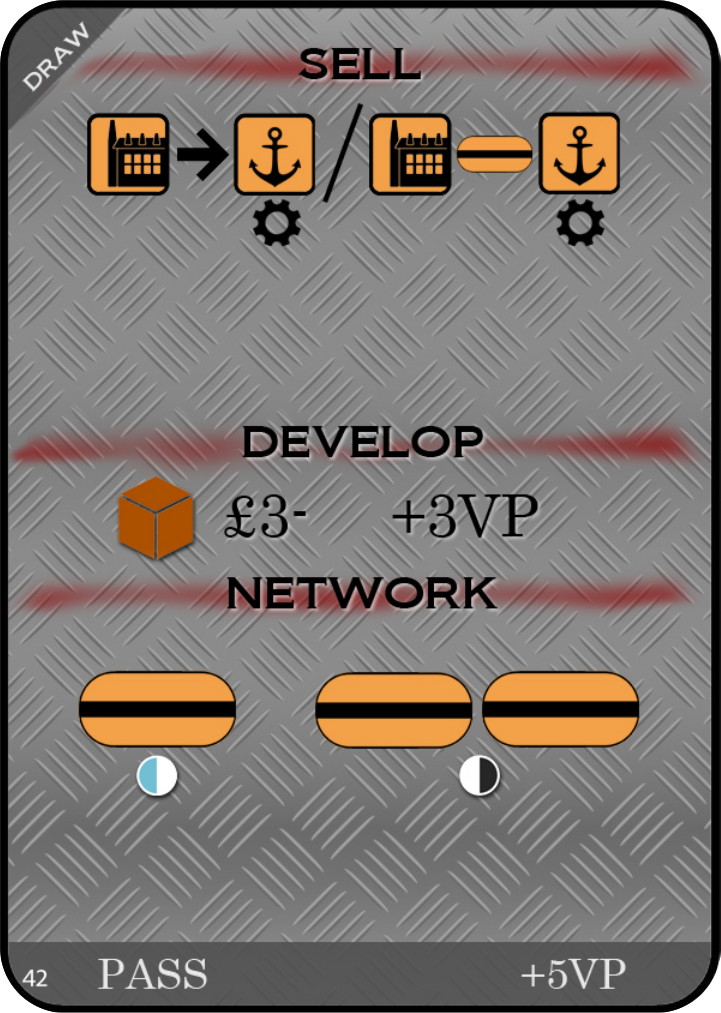 DRAW
SELL
DEVELOP
£3- +3VP
NETWORK
42 PASS +5VP